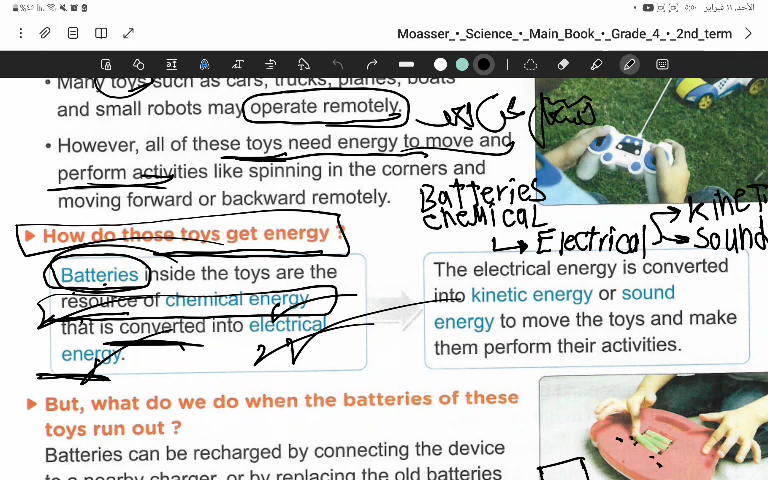 الأحد، ١١ فبراير ٥:٥٠
Moasser_•_Science_•_Main_Book_•_Grade_4_•_2nd_term
• Many toys such as cars, trucks, planes, boats
and small robots may operate remotely.
• However, all of these toys need energy to move and
perform activities like spinning in the corners and
moving forward or backward remotely.
Batteries
chemical
Electrical
Kinetic
Sound
How do those toys get energy ?
Batteries inside the toys are the
resource of chemical energy
that is converted into electrical
energy.
The electrical energy is converted
into kinetic energy or sound
energy to move the toys and make
them perform their activities.
But, what do we do when the batteries of these
toys run out ?
Batteries can be recharged by connecting the device
to a nearby charger, or by replacing the old batteries